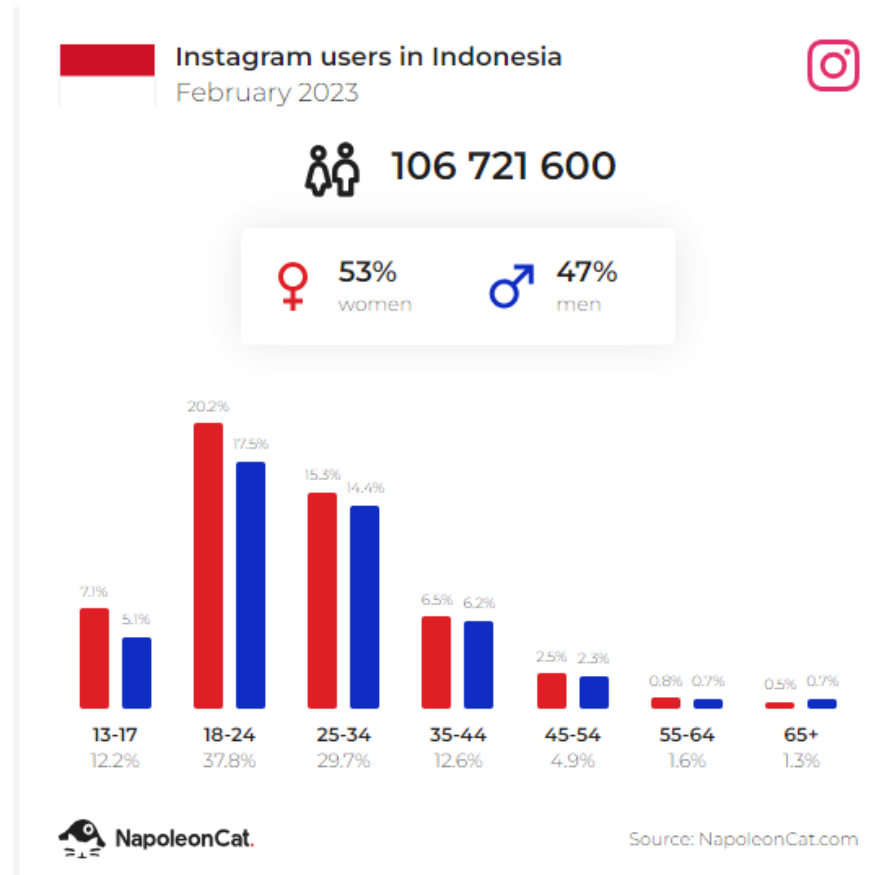 Instagram users in Indonesia
February 2023
106 721 600
53%
women
47%
men
20.2%
17.5%
15.3%
14.4%
7.1%
5.1%
6.5% 6.2%
2.5% 2.3%
0.8% 0.7%
0.5% 0.7%
13-17 18-24 25-34 35-44 45-54 55-64 65+
12.2% 37.8% 29.7% 12.6% 4.9% 1.6% 1.3%
NapoleonCat.
Source: NapoleonCat.com